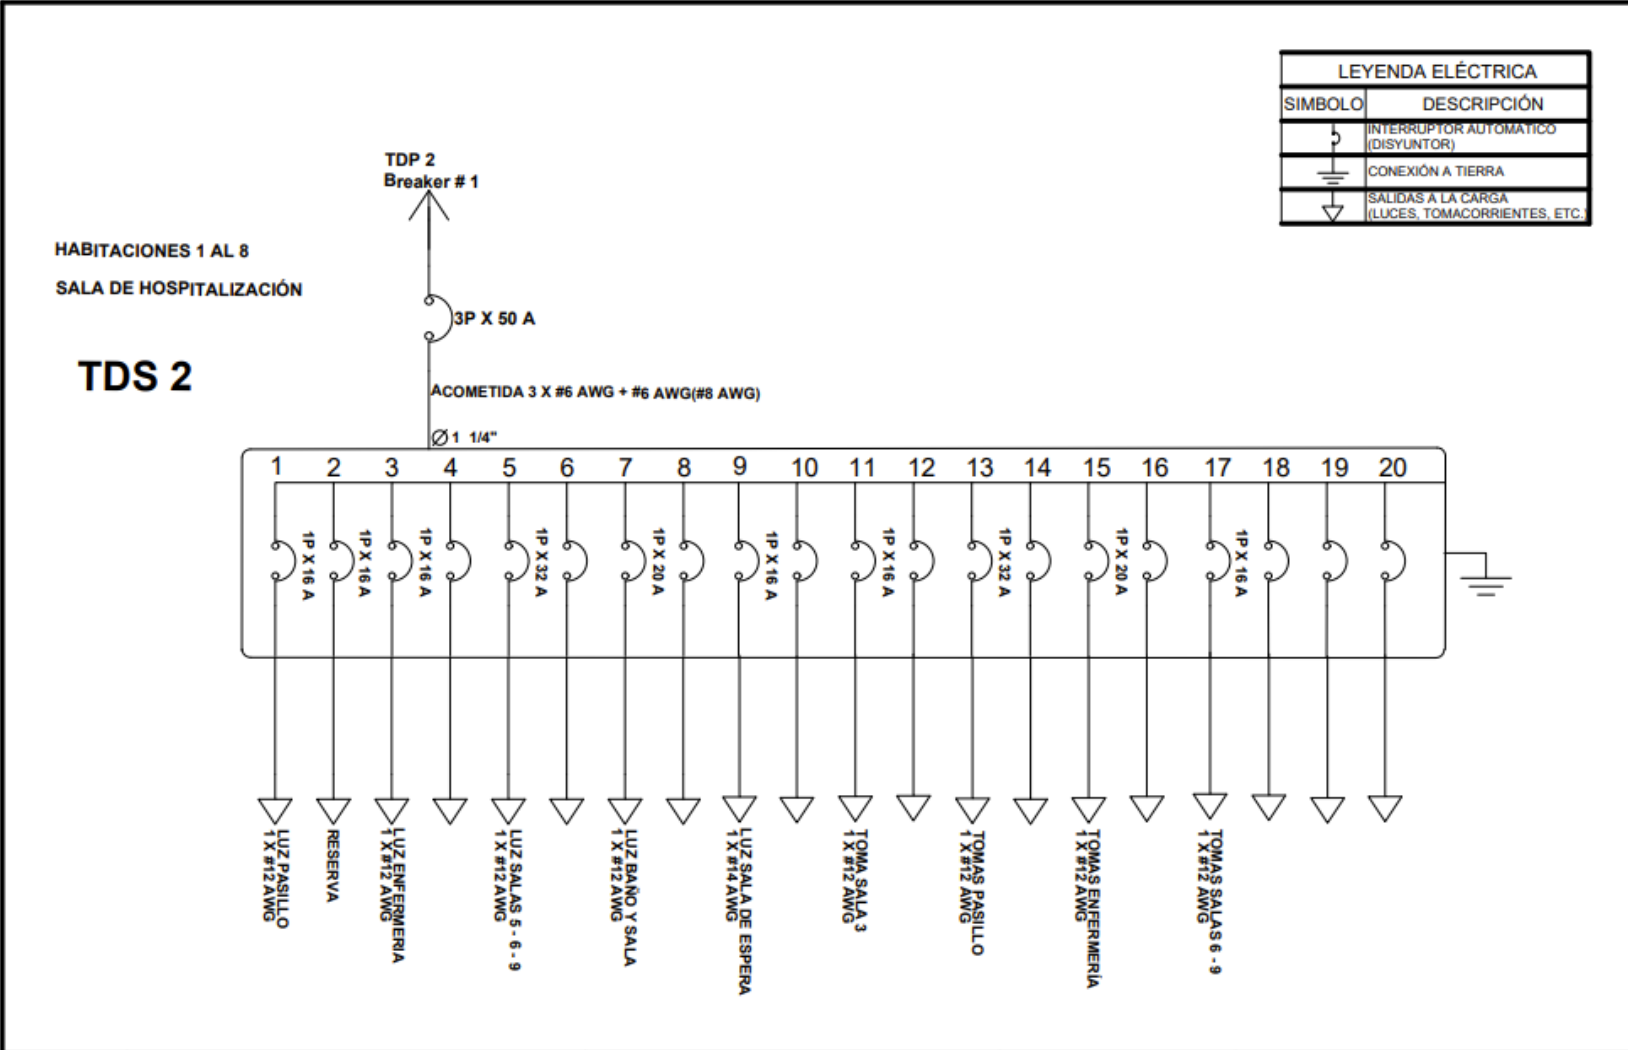 LEYENDA ELÉCTRICA
SIMBOLO DESCRIPCIÓN
INTERRUPTOR AUTOMATICO
(DISYUNTOR)
CONEXIÓN A TIERRA
SALIDAS A LA CARGA
(LUCES, TOMACORRIENTES, ETC.)
TDP 2
Breaker # 1
HABITACIONES 1 AL 8
SALA DE HOSPITALIZACIÓN
3P X 50 A
TDS 2
ACOMETIDA 3 X #6 AWG + #6 AWG(#8 AWG)
Ø 1 1/4"
1 2 3 4 5 6 7 8 9 10 11 12 13 14 15 16 17 18 19 20
1P X 16 A
1P X 16 A
1P X 16 A
1P X 32 A
1P X 20 A
1P X 16 A
1P X 16 A
1P X 32 A
1P X 20 A
1P X 16 A
LUZ PASILLO
1 X #12 AWG
RESERVA
LUZ ENFERMERIA
1 X #12 AWG
LUZ SALAS 5 - 6 - 9
1 X #12 AWG
LUZ BAÑO Y SALA
1 X #12 AWG
LUZ SALA DE ESPERA
1 X #14 AWG
TOMA SALA 3
1 X #12 AWG
TOMAS PASILLO
1 X #12 AWG
TOMAS ENFERMERÍA
1 X #12 AWG
TOMAS SALAS 6 - 9
1 X #12 AWG